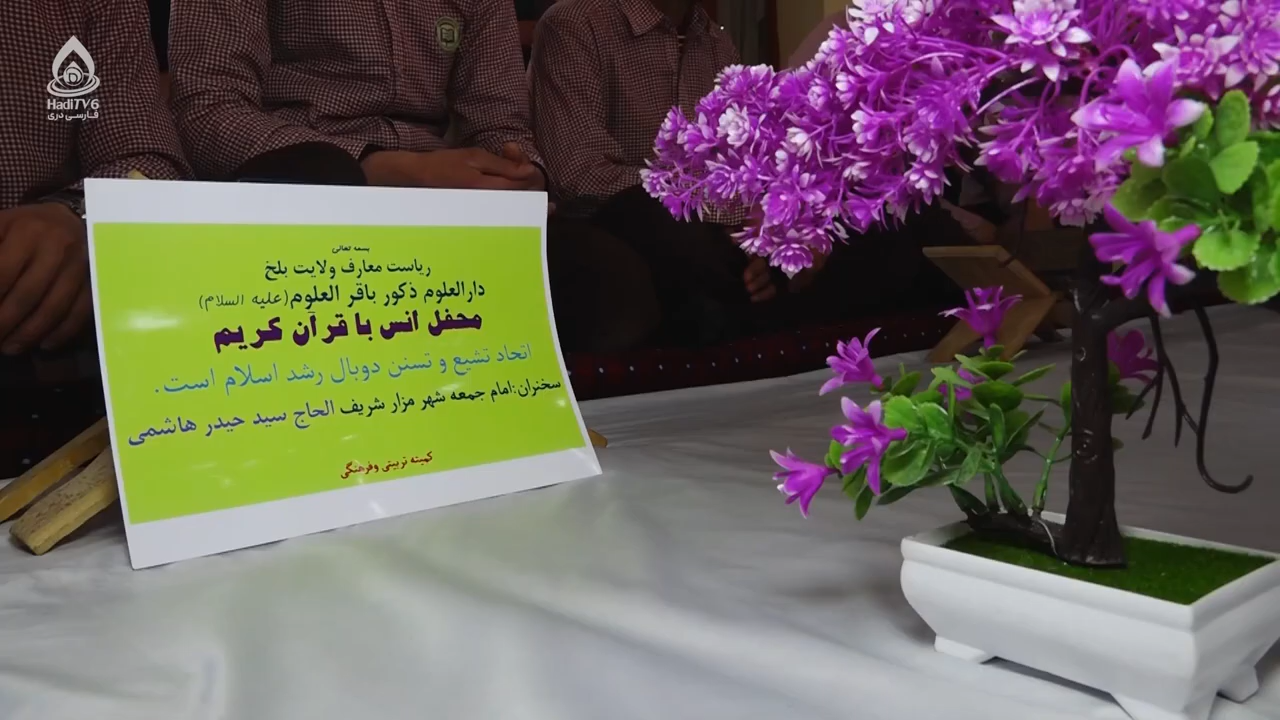 HadiTV6
فارسی دری
بسمه تعالی
ریاست معارف ولایت بلخ
دارالعلوم ذکور باقر العلوم(علیه السلام)
محفل انس با قرآن کریم
اتحاد تشیع و تسنن دوبال رشد اسلام است.
سخنران:امام جمعه شهر مزار شریف الحاج سید حیدر هاشمی
کمیته تربیتی وفرهنگی